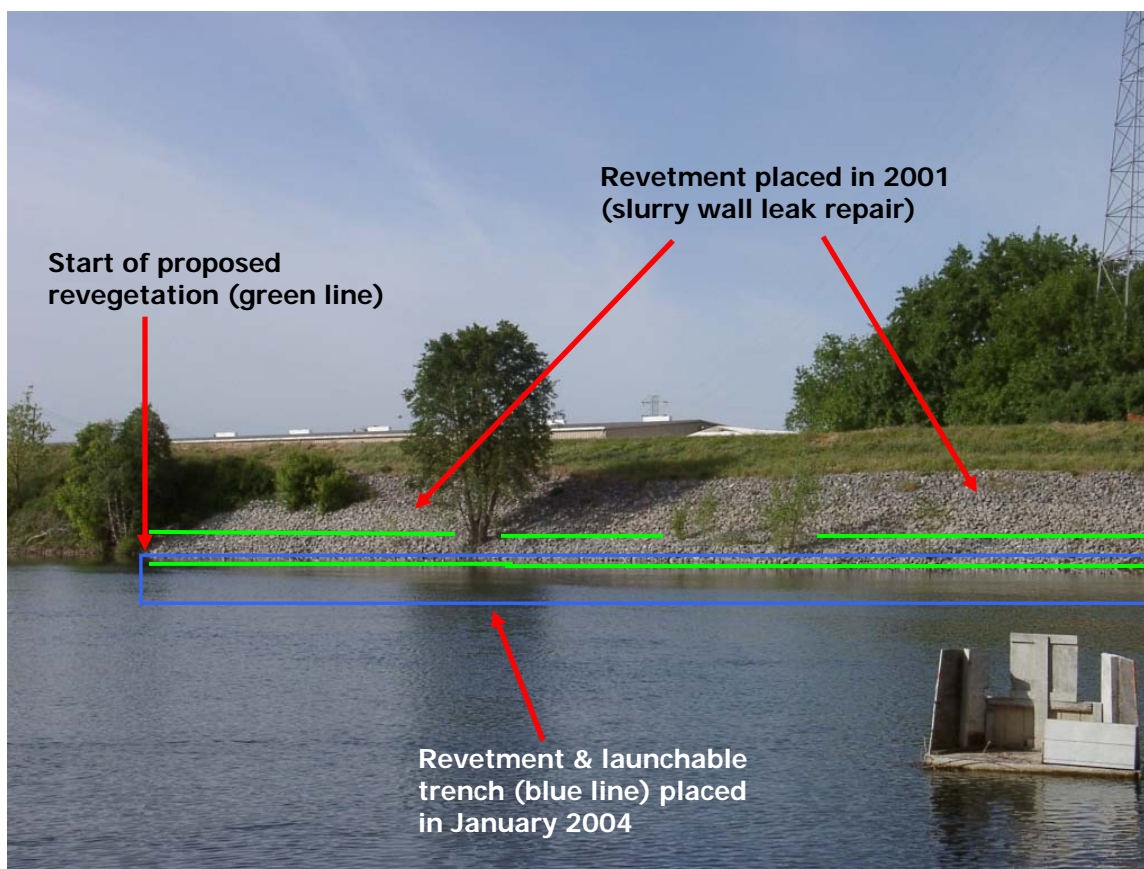 Revetment placed in 2001
(slurry wall leak repair)
Start of proposed
revegetation (green line)
Revetment & launchable
trench (blue line) placed
in January 2004